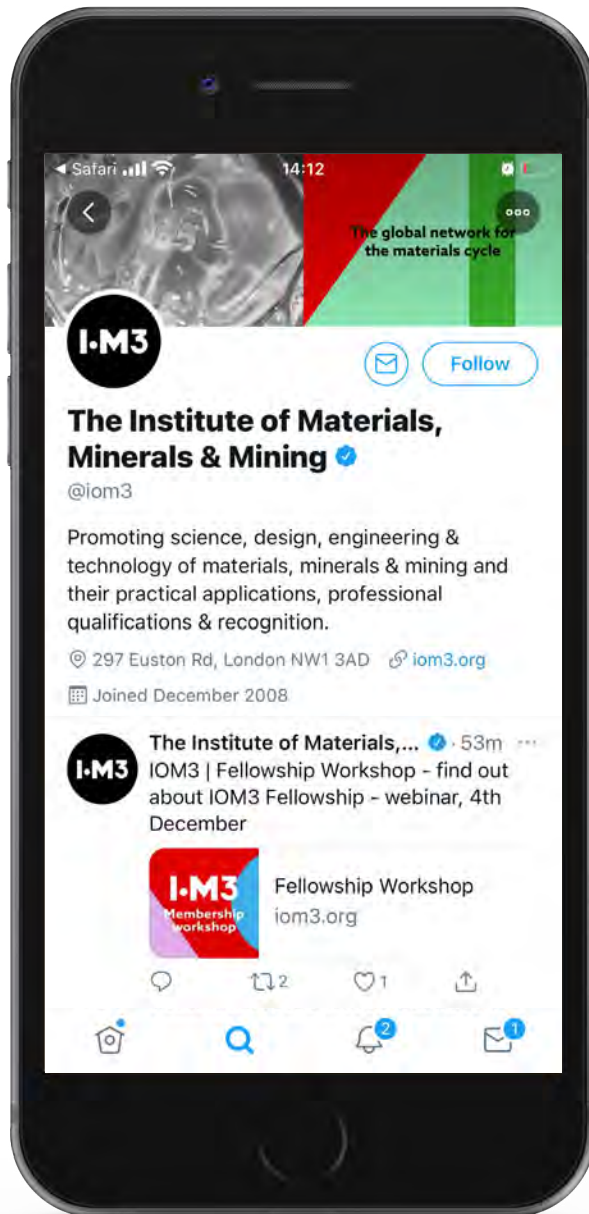 Safari
14:12
The global network for
the materials cycle
I·M3
Follow
The Institute of Materials,
Minerals & Mining
@iom3
Promoting science, design, engineering &
technology of materials, minerals & mining and
their practical applications, professional
qualifications & recognition.
297 Euston Rd, London NW1 3AD iom3.org
Joined December 2008
The Institute of Materials,... · 53m ···
I·M3
IOM3 | Fellowship Workshop - find out
about IOM3 Fellowship - webinar, 4th
December
I·M3
Membership
workshop
Fellowship Workshop
iom3.org
2 1
2 1